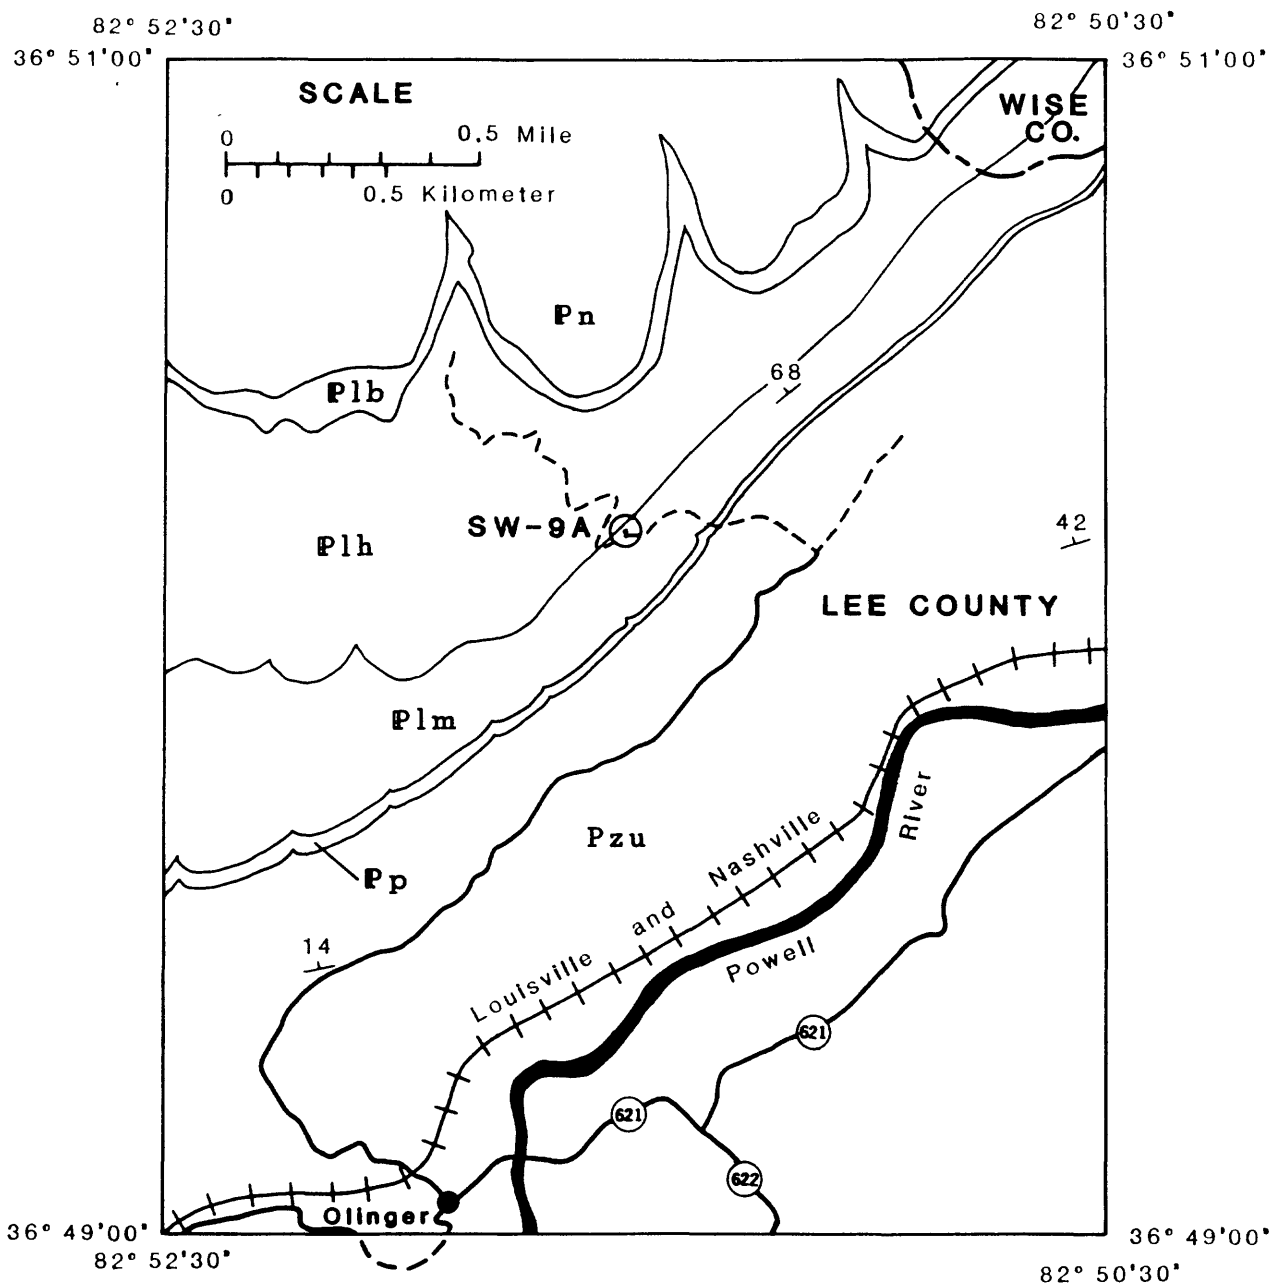 82° 52'30"
82° 50'30"
36° 51'00"
36° 51'00"
SCALE
0 0.5 Mile
0 0.5 Kilometer
WISE
CO.
Pn
Plb
68
SW-9A
Plh
42
LEE COUNTY
Plm
Pzu
Pp
14
Louisville and Nashville
River
Powell
621
621
622
Olinger
36° 49'00"
36° 49'00"
82° 52'30"
82° 50'30"